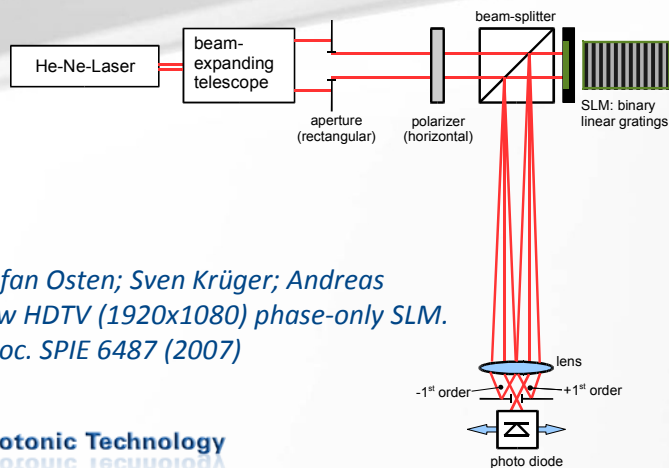 beam-splitter
He-Ne-Laser
beam-
expanding
telescope
aperture
(rectangular)
polarizer
(horizontal)
SLM: binary
linear gratings
fan Osten; Sven Krüger; Andreas
w HDTV (1920x1080) phase-only SLM.
oc. SPIE 6487 (2007)
lens
-1st order
+1st order
otonic Technology
photo diode